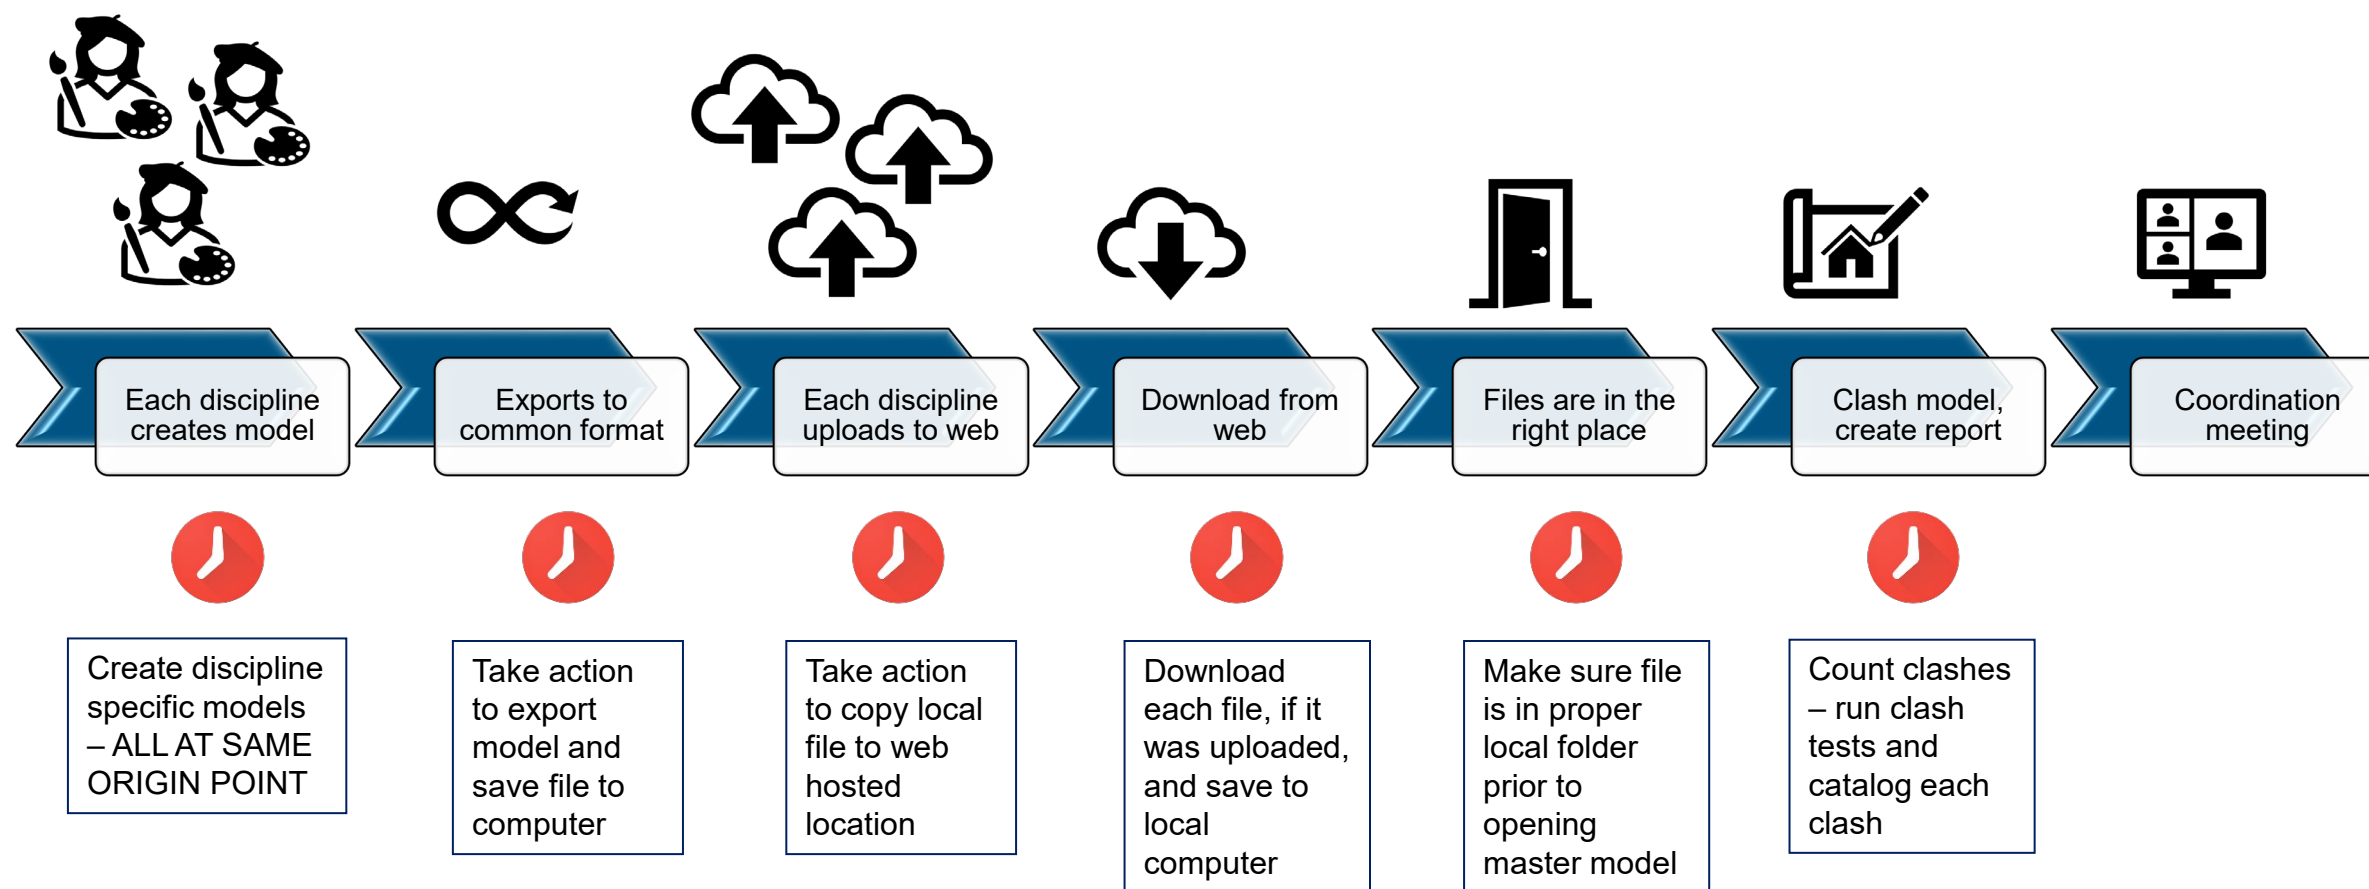 Each discipline
creates model
Exports to
common format
Each discipline
uploads to web
Download from
web
Files are in the
right place
Clash model,
create report
Coordination
meeting
Create discipline
specific models
– ALL AT SAME
ORIGIN POINT
Take action
to export
model and
save file to
computer
Take action
to copy local
file to web
hosted
location
Download
each file, if it
was uploaded,
and save to
local
computer
Make sure file
is in proper
local folder
prior to
opening
master model
Count clashes
– run clash
tests and
catalog each
clash